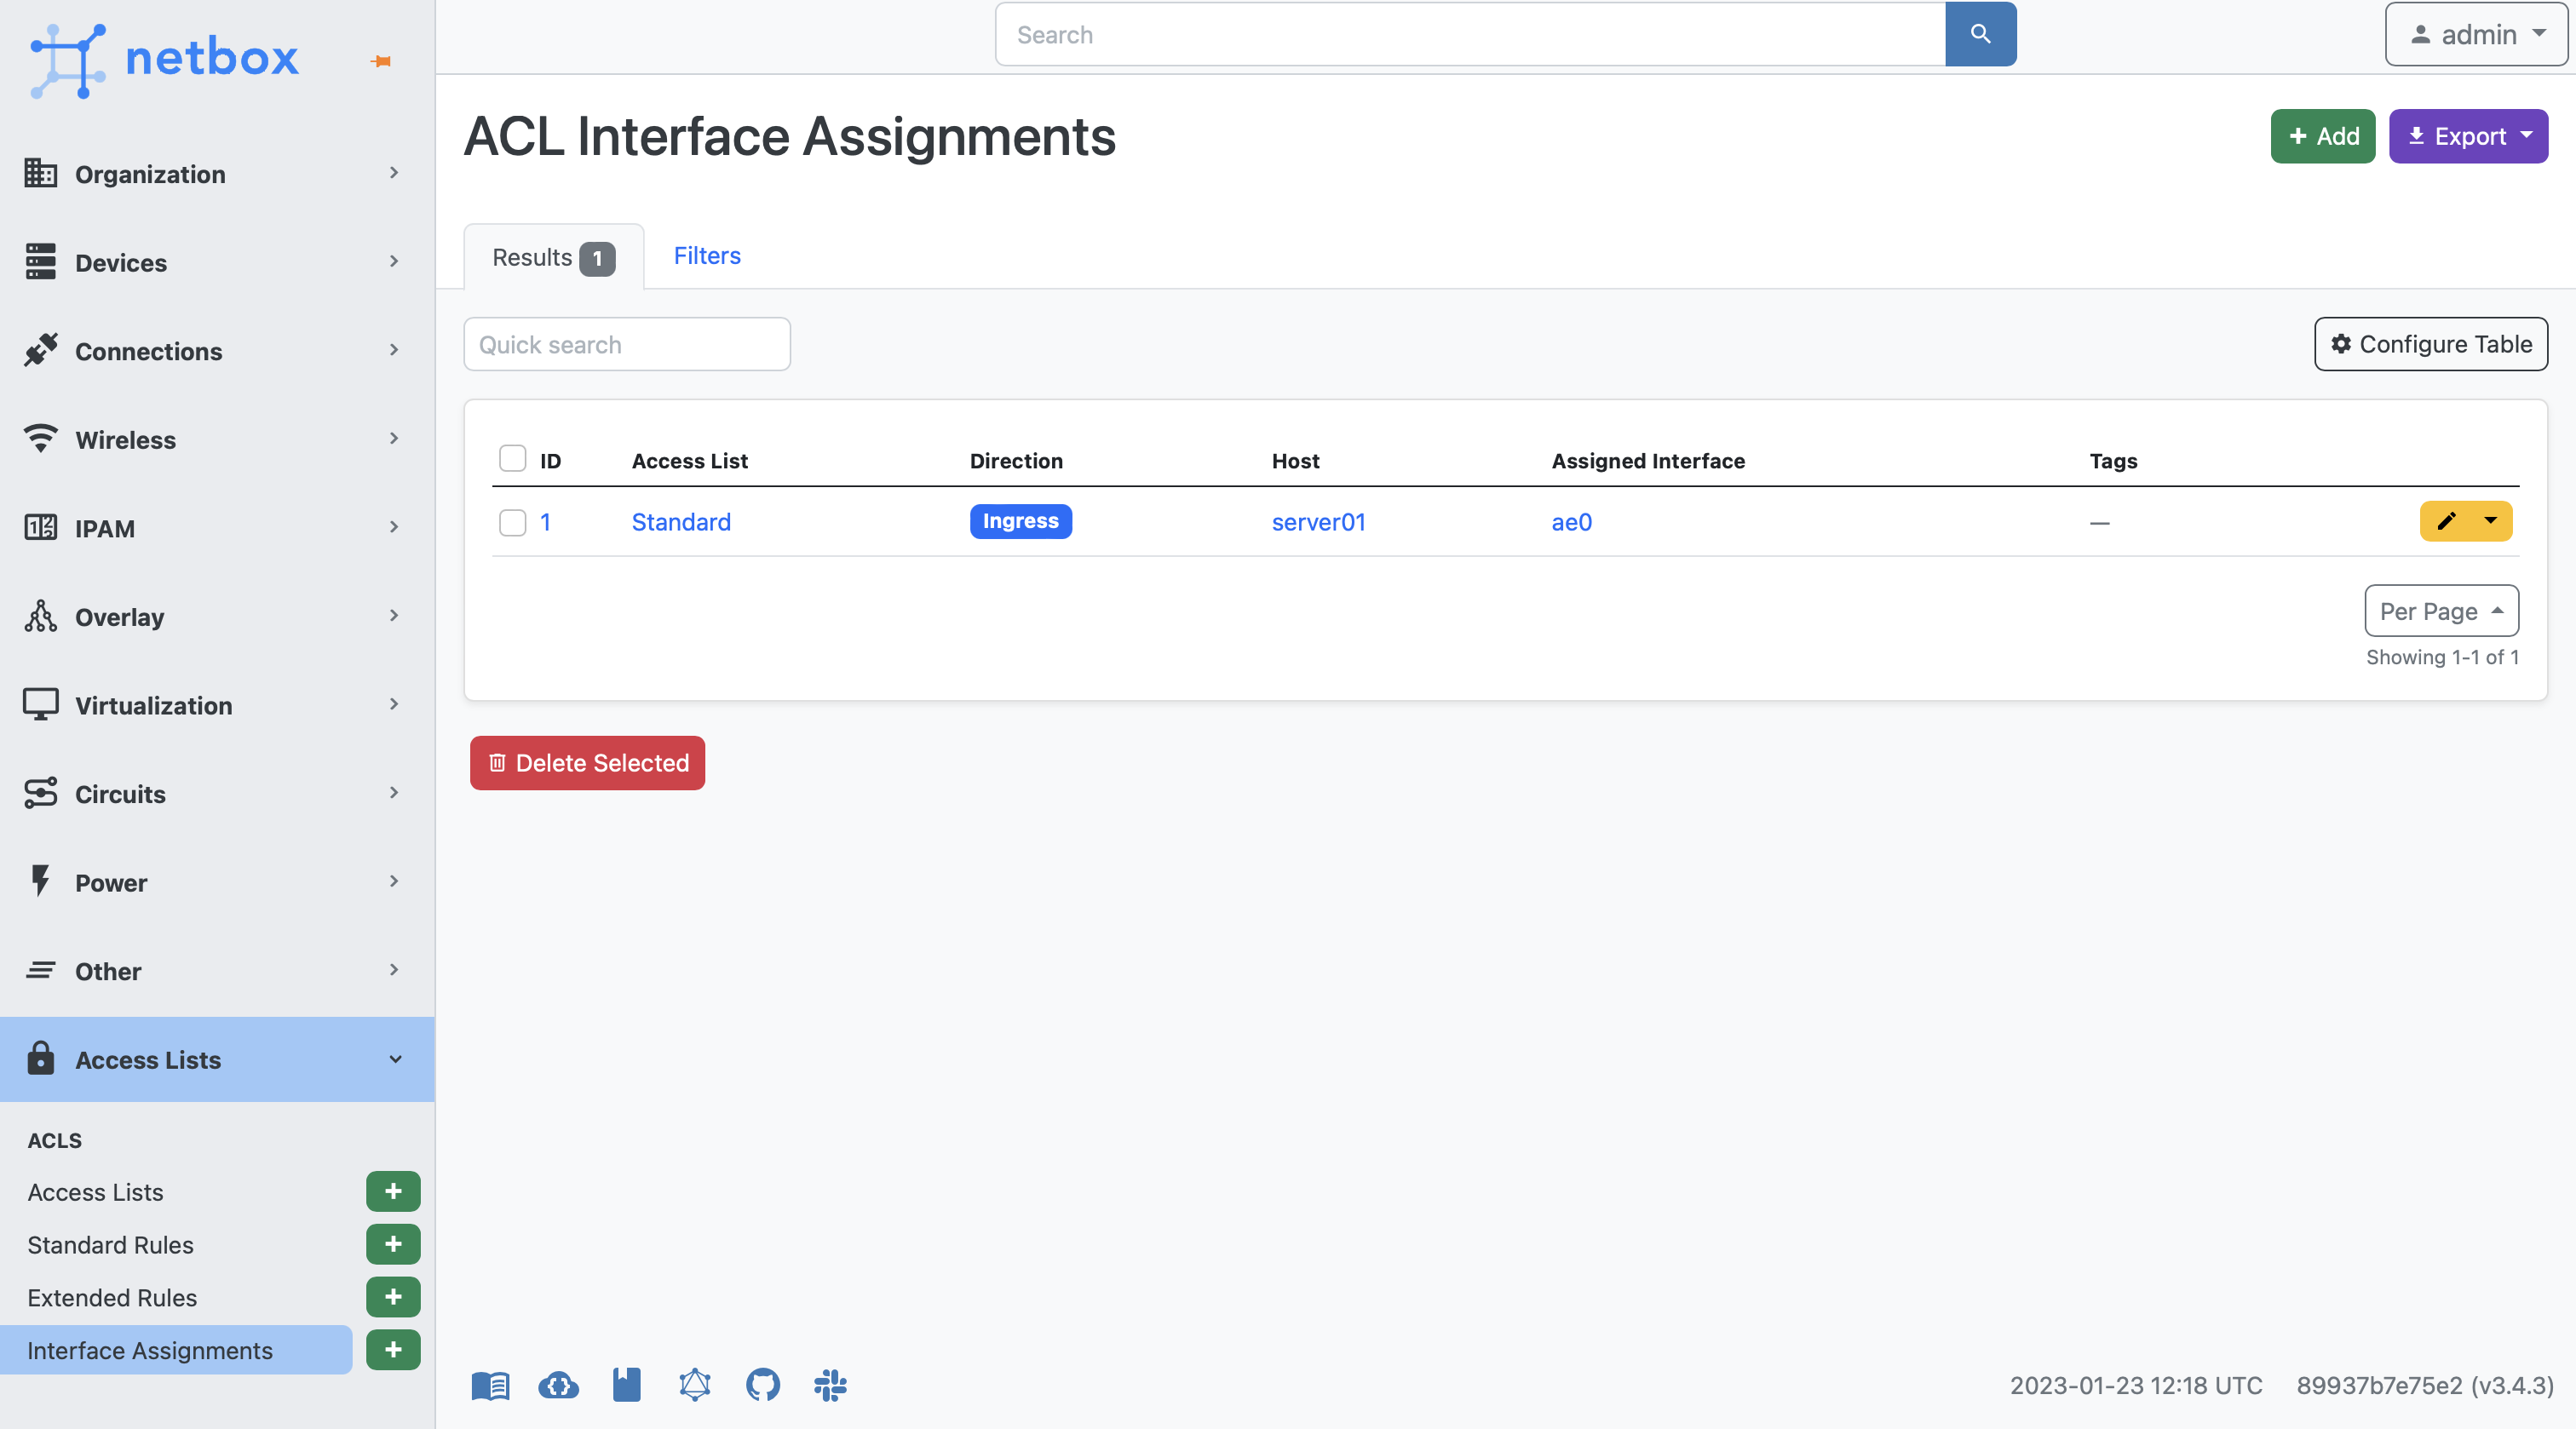 netbox
Search
admin
Organization
Devices
Connections
Wireless
IPAM
Overlay
Virtualization
Circuits
Power
Other
Access Lists
ACLS
Access Lists
Standard Rules
Extended Rules
Interface Assignments
ACL Interface Assignments
Add
Export
Results 1
Filters
Quick search
Configure Table
ID Access List Direction Host Assigned Interface Tags
1 Standard Ingress server01 ae0 —
Per Page
Showing 1-1 of 1
Delete Selected
2023-01-23 12:18 UTC 89937b7e75e2 (v3.4.3)